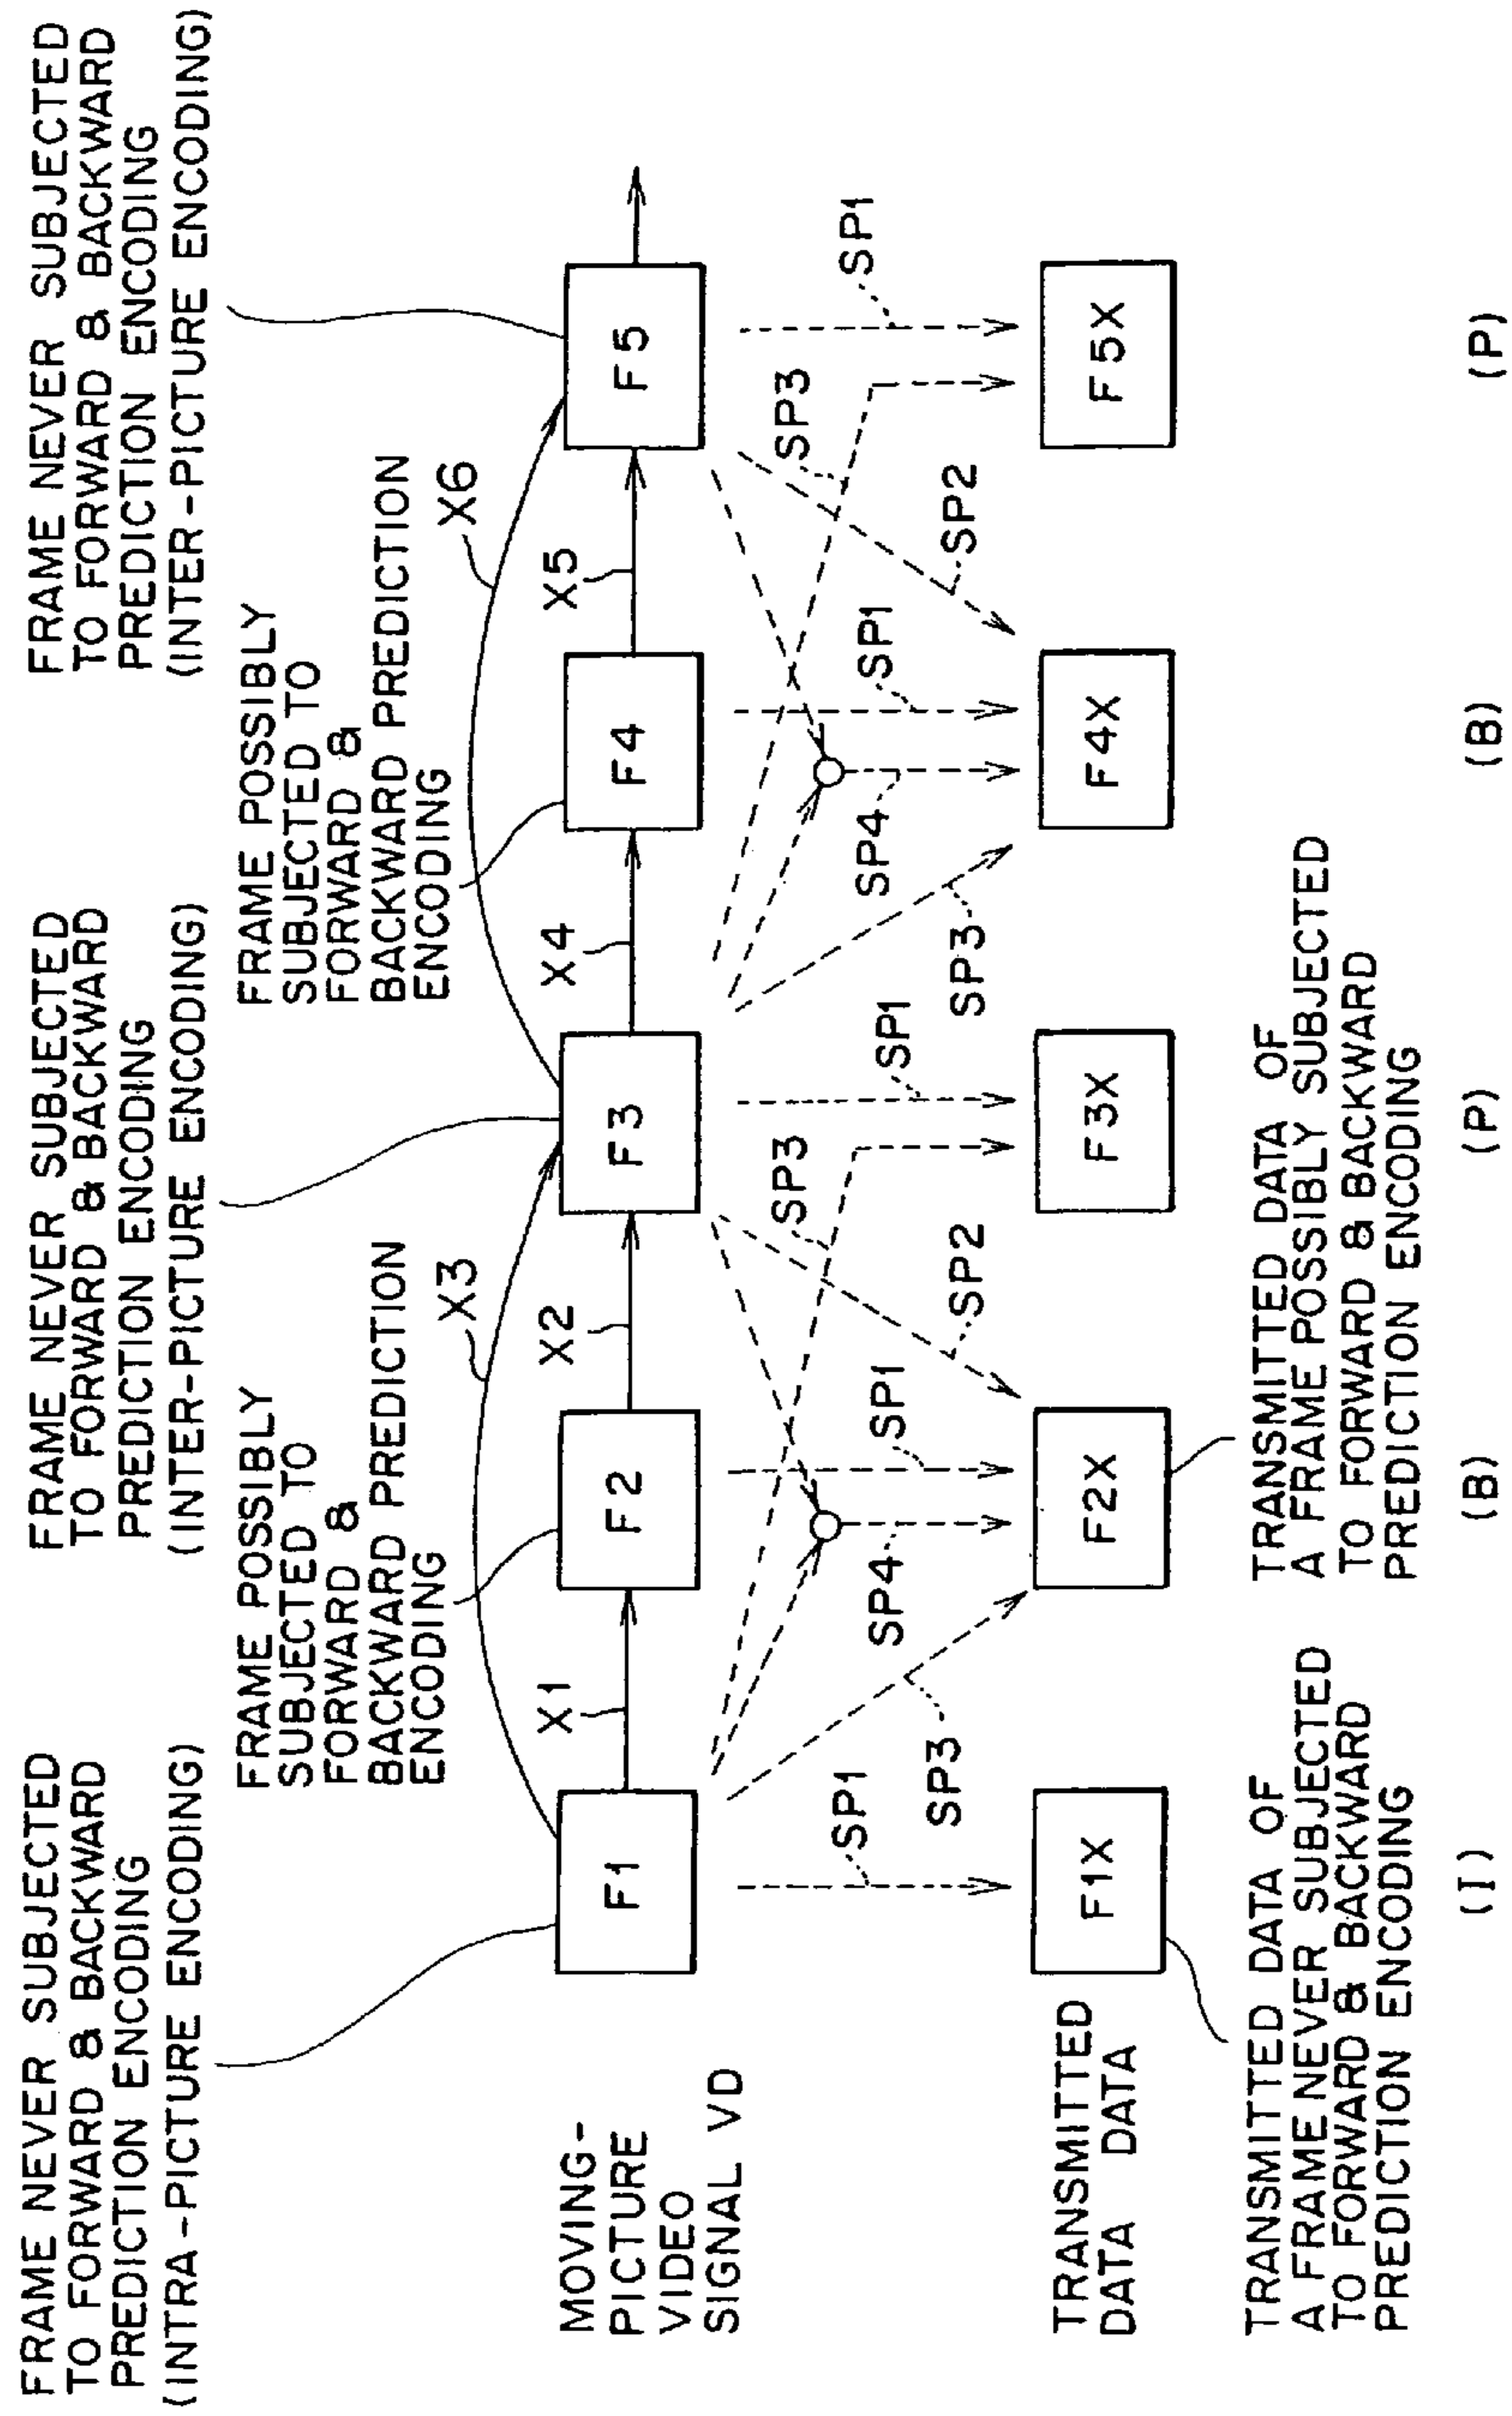 FRAME NEVER SUBJECTED
TO FORWARD & BACKWARD
PREDICTION ENCODING
(INTRA-PICTURE ENCODING)
FRAME NEVER SUBJECTED
TO FORWARD & BACKWARD
PREDICTION ENCODING
(INTER-PICTURE ENCODING)
FRAME NEVER SUBJECTED
TO FORWARD & BACKWARD
PREDICTION ENCODING
(INTER-PICTURE ENCODING)
FRAME POSSIBLY
SUBJECTED TO
FORWARD &
BACKWARD PREDICTION
ENCODING
FRAME POSSIBLY
SUBJECTED TO
FORWARD &
BACKWARD PREDICTION
ENCODING
X3
X6
X1
X2
X4
X5
MOVING-
PICTURE
VIDEO
SIGNAL VD
F1
F2
F3
F4
F5
SP3
SP3
SP1
SP4
SP1
SP1
SP4
SP1
SP1
SP3
SP2
SP3
SP2
TRANSMITTED
DATA DATA
F1X
F2X
F3X
F4X
F5X
TRANSMITTED DATA OF
A FRAME NEVER SUBJECTED
TO FORWARD & BACKWARD
PREDICTION ENCODING
TRANSMITTED DATA OF
A FRAME POSSIBLY SUBJECTED
TO FORWARD & BACKWARD
PREDICTION ENCODING
(I)
(B)
(P)
(B)
(P)